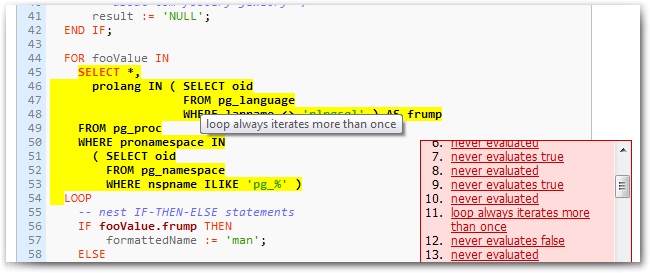 41 result := 'NULL';
42 END IF;
43
44 FOR fooValue IN
45 SELECT *,
46 prolang IN ( SELECT oid
47 FROM pg_language
48 WHERE lanname <> 'plpgsql' ) AS frump
loop always iterates more than once
49 FROM pg_proc
50 WHERE pronamespace IN
51 ( SELECT oid
52 FROM pg_namespace
53 WHERE nspname ILIKE 'pg_%' )
54 LOOP
55 -- nest IF-THEN-ELSE statements
56 IF fooValue.frump THEN
57 formattedName := 'man';
58 ELSE
6. never evaluated
7. never evaluates true
8. never evaluated
9. never evaluates true
10. never evaluated
11. loop always iterates more
than once
12. never evaluates false
13. never evaluated